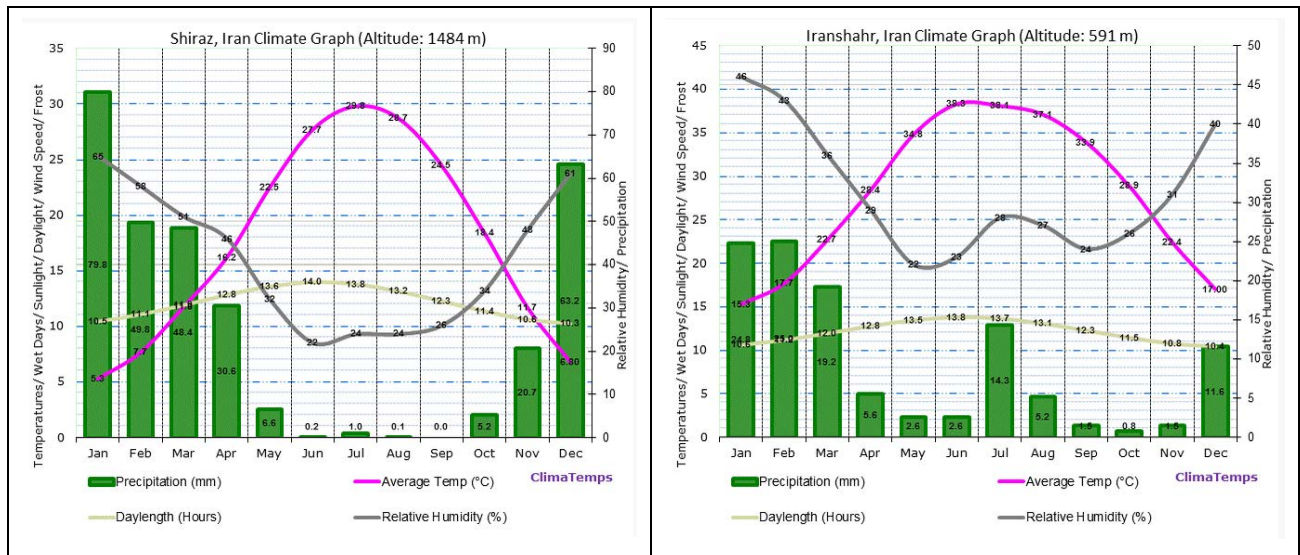 Shiraz, Iran Climate Graph (Altitude: 1484 m)
Temperatures/ Wet Days/ Sunlight/ Daylight/ Wind Speed/ Frost
35
30
25
20
15
10
5
0
90
80
70
60
50
40
30
20
10
0
Relative Humidity/ Precipitation
65 58 51 46 32 22 24 24 26 34 48 61
5.3 7.7 16.2 22.5 27.7 29.8 28.7 24.5 18.4 11.7 6.80
10.5 11.1 12.8 13.6 14.0 13.8 13.2 12.3 11.4 10.6 10.3
79.8 49.8 48.4 30.6 6.6 0.2 1.0 0.1 0.0 5.2 20.7 63.2
Jan Feb Mar Apr May Jun Jul Aug Sep Oct Nov Dec
ClimaTemps
Precipitation (mm) Average Temp (°C)
Daylength (Hours) Relative Humidity (%)
Iranshahr, Iran Climate Graph (Altitude: 591 m)
Temperatures/ Wet Days/ Sunlight/ Daylight/ Wind Speed/ Frost
45
40
35
30
25
20
15
10
5
0
50
45
40
35
30
25
20
15
10
5
0
Relative Humidity/ Precipitation
46 43 36 29 22 23 28 27 24 26 31 40
15.3 17.7 22.7 28.4 34.8 38.3 38.1 37.1 33.9 28.9 22.4 17.00
10.6 12.0 12.8 13.5 13.8 13.7 13.1 12.3 11.5 10.8 10.4
24.8 19.2 5.6 2.6 2.6 14.3 5.2 1.5 0.8 1.5 11.6
Jan Feb Mar Apr May Jun Jul Aug Sep Oct Nov Dec
ClimaTemps
Precipitation (mm) Average Temp (°C)
Daylength (Hours) Relative Humidity (%)